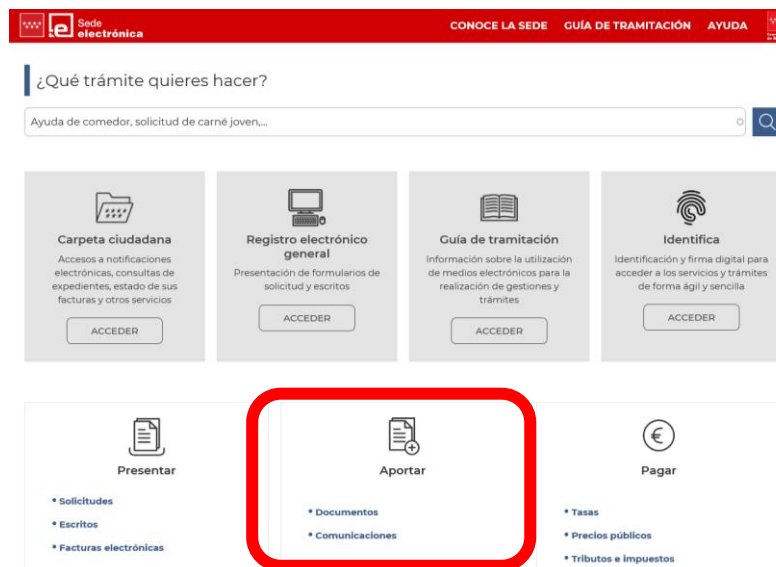 Sede
electrónica
CONOCE LA SEDE GUÍA DE TRAMITACIÓN AYUDA
¿Qué trámite quieres hacer?
Ayuda de comedor, solicitud de carné joven,...
Carpeta ciudadana
Accesos a notificaciones
electrónicas, consultas de
expedientes, estado de sus
facturas y otros servicios
ACCEDER
Registro electrónico
general
Presentación de formularios de
solicitud y escritos
ACCEDER
Guía de tramitación
Información sobre la utilización
de medios electrónicos para la
realización de gestiones y
trámites
ACCEDER
Identifica
Identificación y firma digital para
acceder a los servicios y trámites
de forma ágil y sencilla
ACCEDER
Presentar
• Solicitudes
• Escritos
• Facturas electrónicas
Aportar
• Documentos
• Comunicaciones
Pagar
• Tasas
• Precios públicos
• Tributos e impuestos